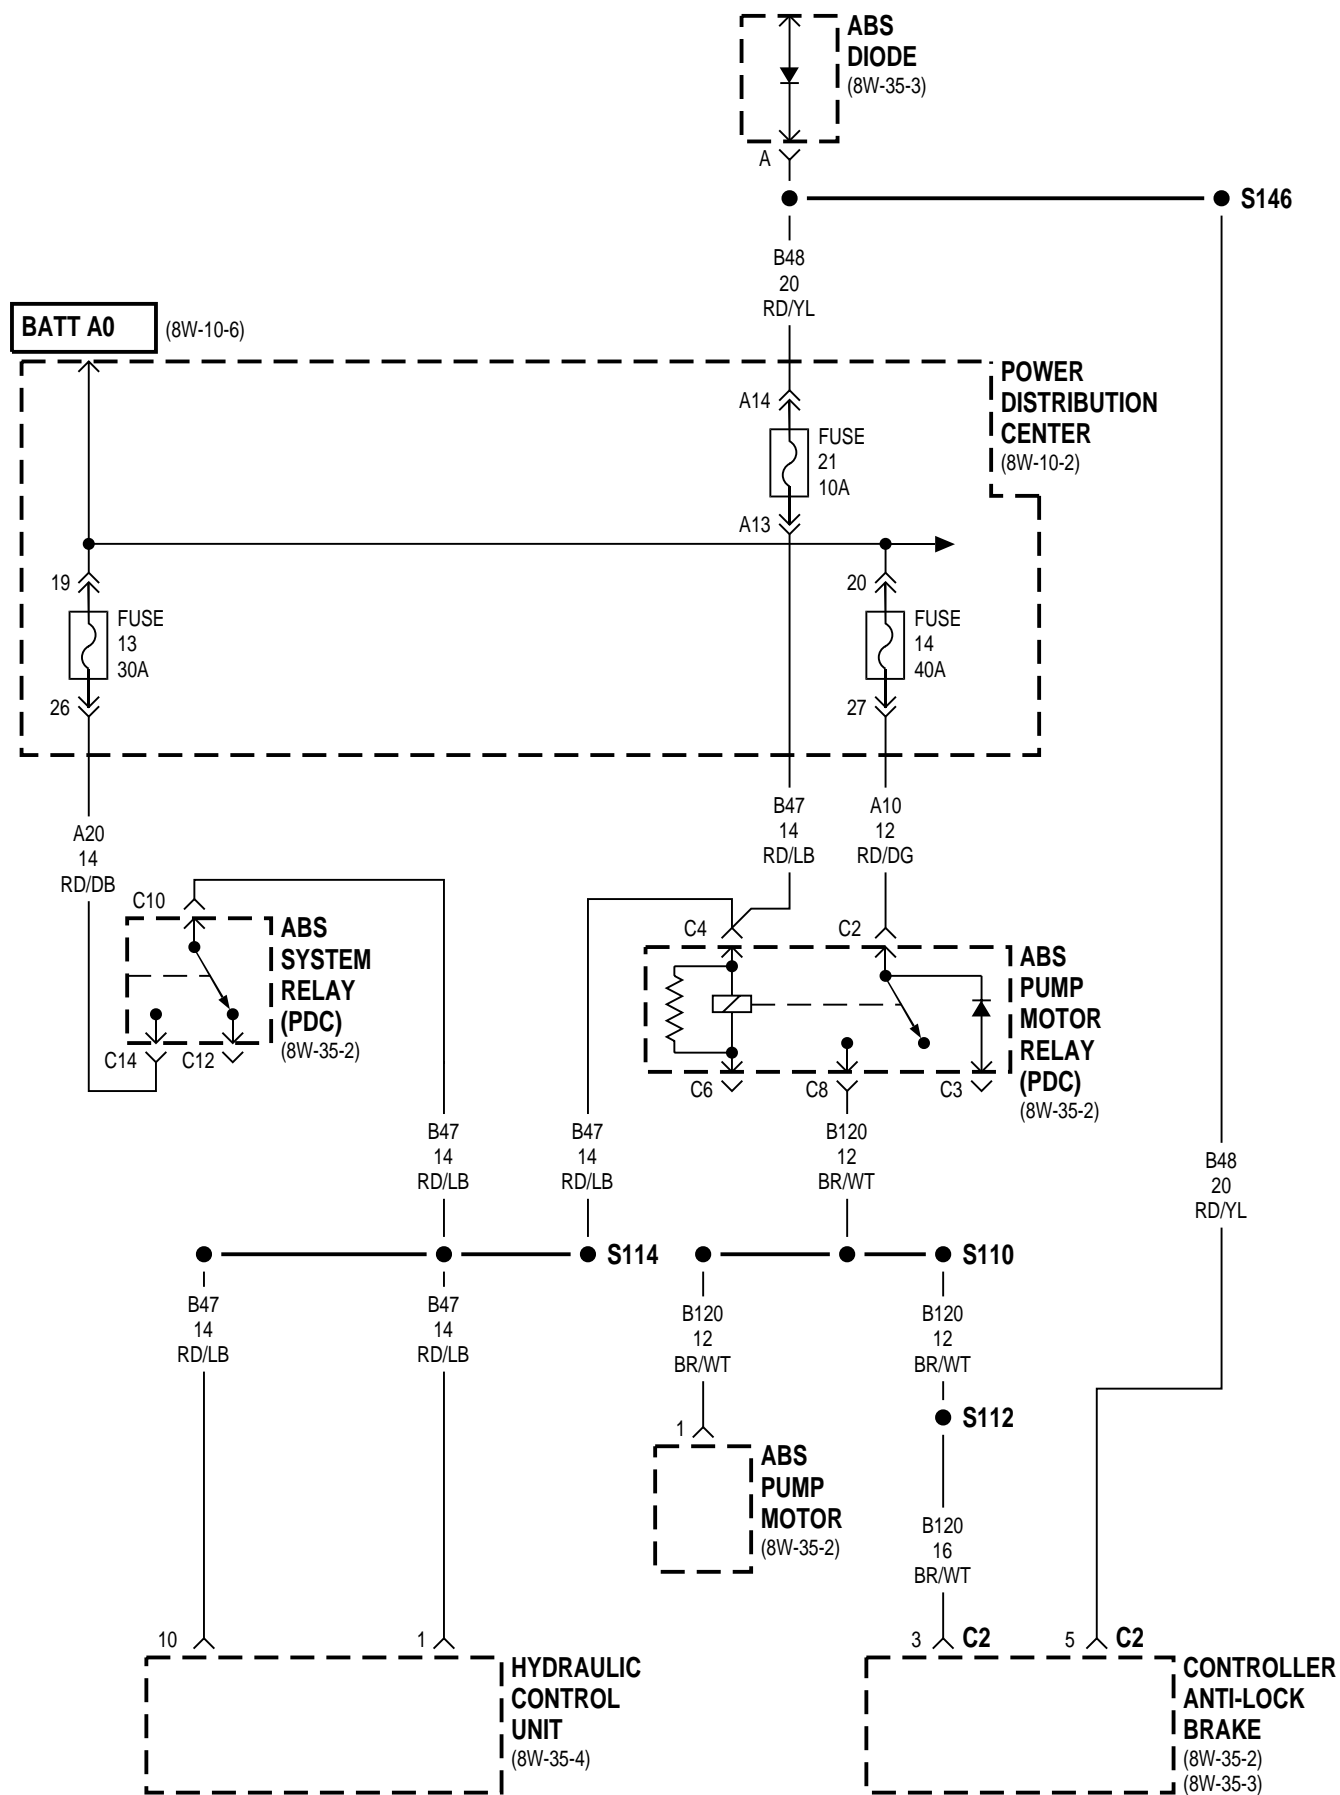 ABS
DIODE
(8W-35-3)
A
S146
B48
20
RD/YL
BATT A0
(8W-10-6)
POWER
DISTRIBUTION
CENTER
(8W-10-2)
A14
FUSE
21
10A
A13
19
FUSE
13
30A
26
20
FUSE
14
40A
27
A20
14
RD/DB
B47
14
RD/LB
A10
12
RD/DG
C10
ABS
SYSTEM
RELAY
(PDC)
(8W-35-2)
C14
C12
C4
C2
ABS
PUMP
MOTOR
RELAY
(PDC)
(8W-35-2)
C6
C8
C3
B47
14
RD/LB
B47
14
RD/LB
B120
12
BR/WT
B48
20
RD/YL
S114
S110
B47
14
RD/LB
B47
14
RD/LB
B120
12
BR/WT
B120
12
BR/WT
S112
1
ABS
PUMP
MOTOR
(8W-35-2)
B120
16
BR/WT
10
1
3
C2
5
C2
HYDRAULIC
CONTROL
UNIT
(8W-35-4)
CONTROLLER
ANTI-LOCK
BRAKE
(8W-35-2)
(8W-35-3)